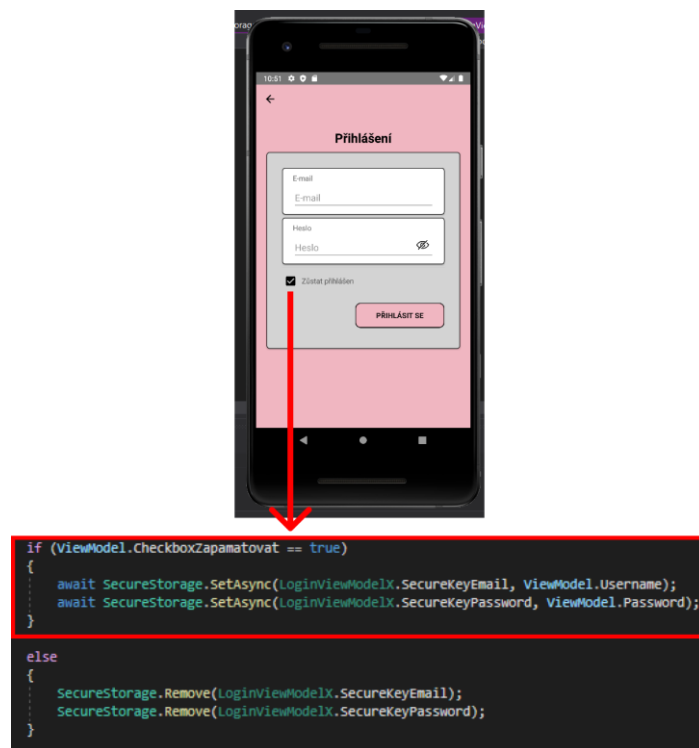 orag
eVi
10:51
Přihlášení
E-mail
E-mail
Heslo
Heslo
Zůstat přihlášen
PŘIHLÁSIT SE
if (ViewModel.CheckboxZapamatovat == true)
{
await SecureStorage.SetAsync(LoginViewModelX.SecureKeyEmail, ViewModel.Username);
await SecureStorage.SetAsync(LoginViewModelX.SecureKeyPassword, ViewModel.Password);
}
else
{
SecureStorage.Remove(LoginViewModelX.SecureKeyEmail);
SecureStorage.Remove(LoginViewModelX.SecureKeyPassword);
}